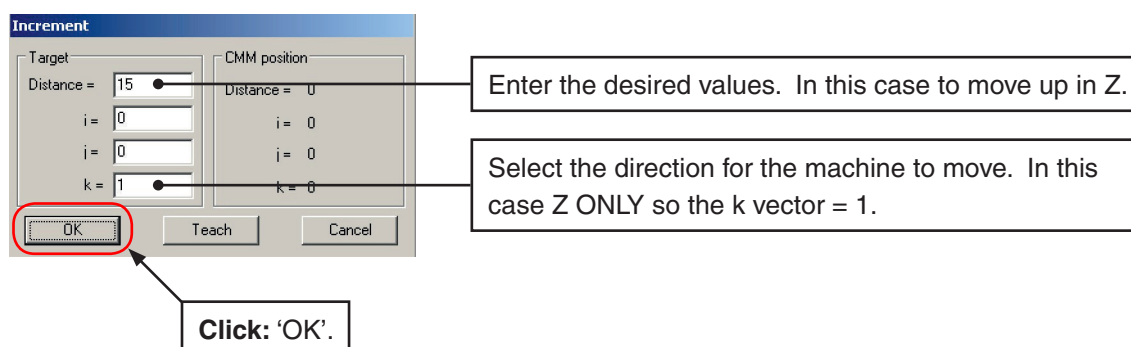 Increment
Target
CMM position
Distance = 15
Distance = 0
i = 0
i = 0
j = 0
j = 0
k = 1
k = 0
OK
Teach
Cancel
Enter the desired values. In this case to move up in Z.
Select the direction for the machine to move. In this
case Z ONLY so the k vector = 1.
Click: ‘OK’.